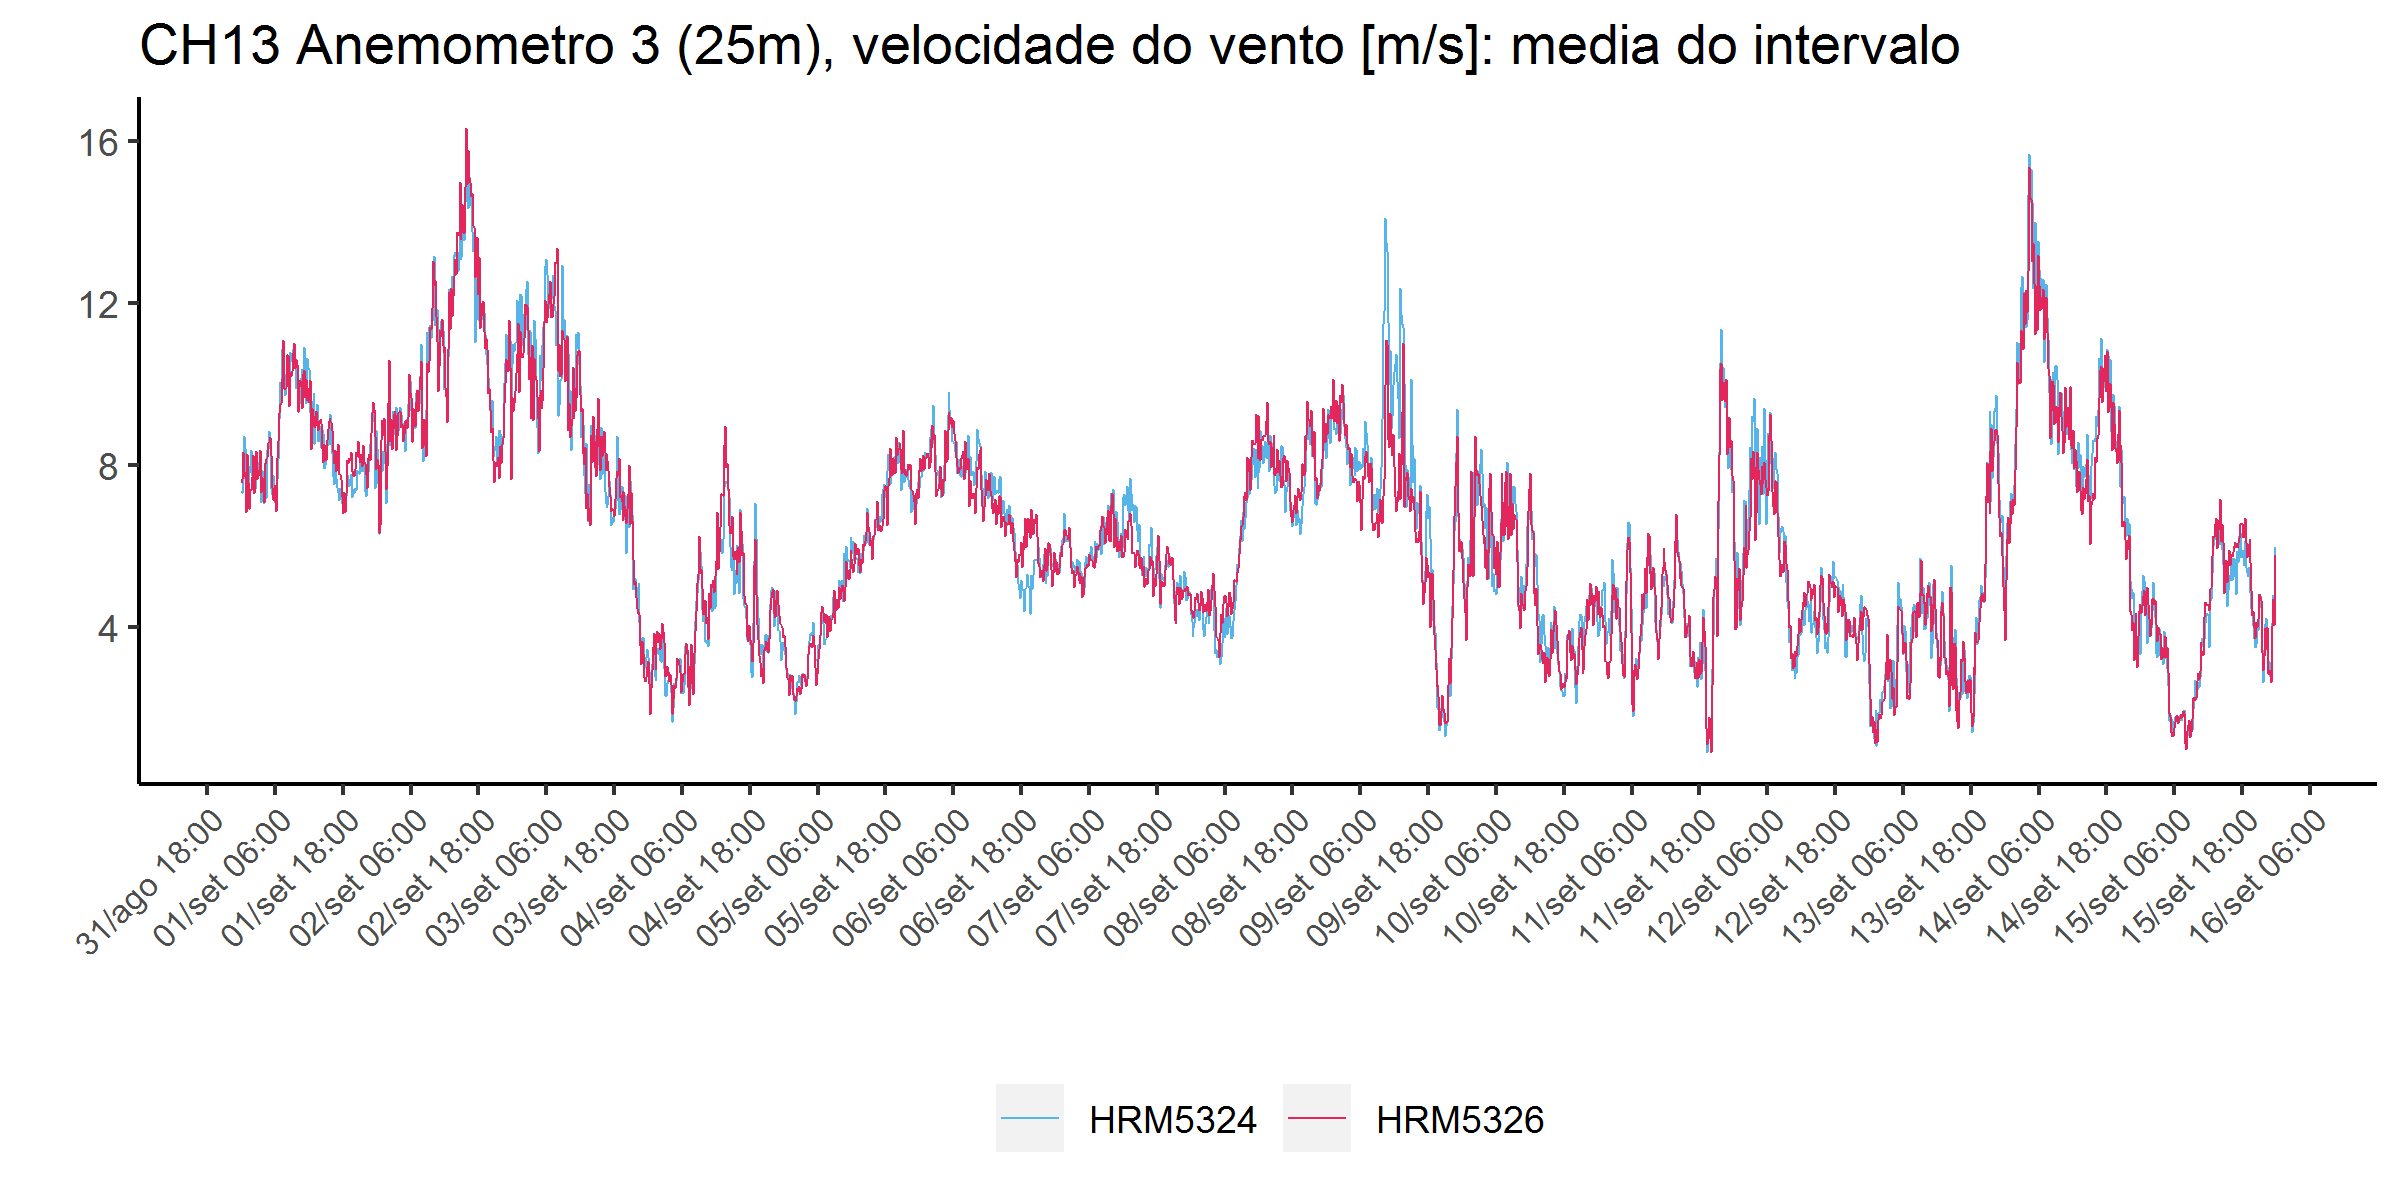 CH13 Anemometro 3 (25m), velocidade do vento [m/s]: media do intervalo
16
12
8
4
31/ago 18:00
01/set 06:00
01/set 18:00
02/set 06:00
02/set 18:00
03/set 06:00
03/set 18:00
04/set 06:00
04/set 18:00
05/set 06:00
05/set 18:00
06/set 06:00
06/set 18:00
07/set 06:00
07/set 18:00
08/set 06:00
08/set 18:00
09/set 06:00
09/set 18:00
10/set 06:00
10/set 18:00
11/set 06:00
11/set 18:00
12/set 06:00
12/set 18:00
13/set 06:00
13/set 18:00
14/set 06:00
14/set 18:00
15/set 06:00
15/set 18:00
16/set 06:00
HRM5324
HRM5326